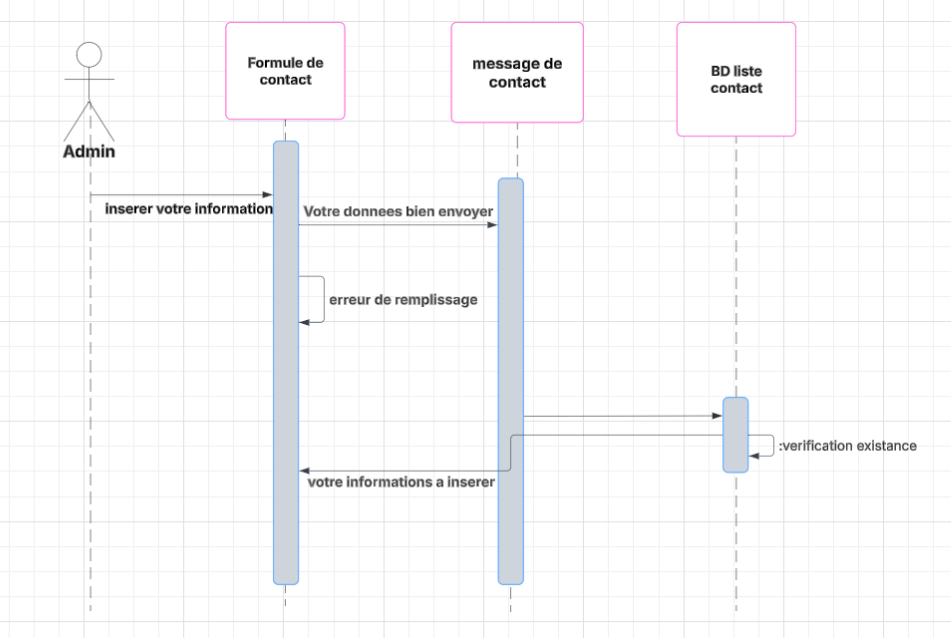 Formule de
contact
message de
contact
BD liste
contact
Admin
inserer votre information
Votre donnees bien envoyer
erreur de remplissage
:verification existance
votre informations a inserer